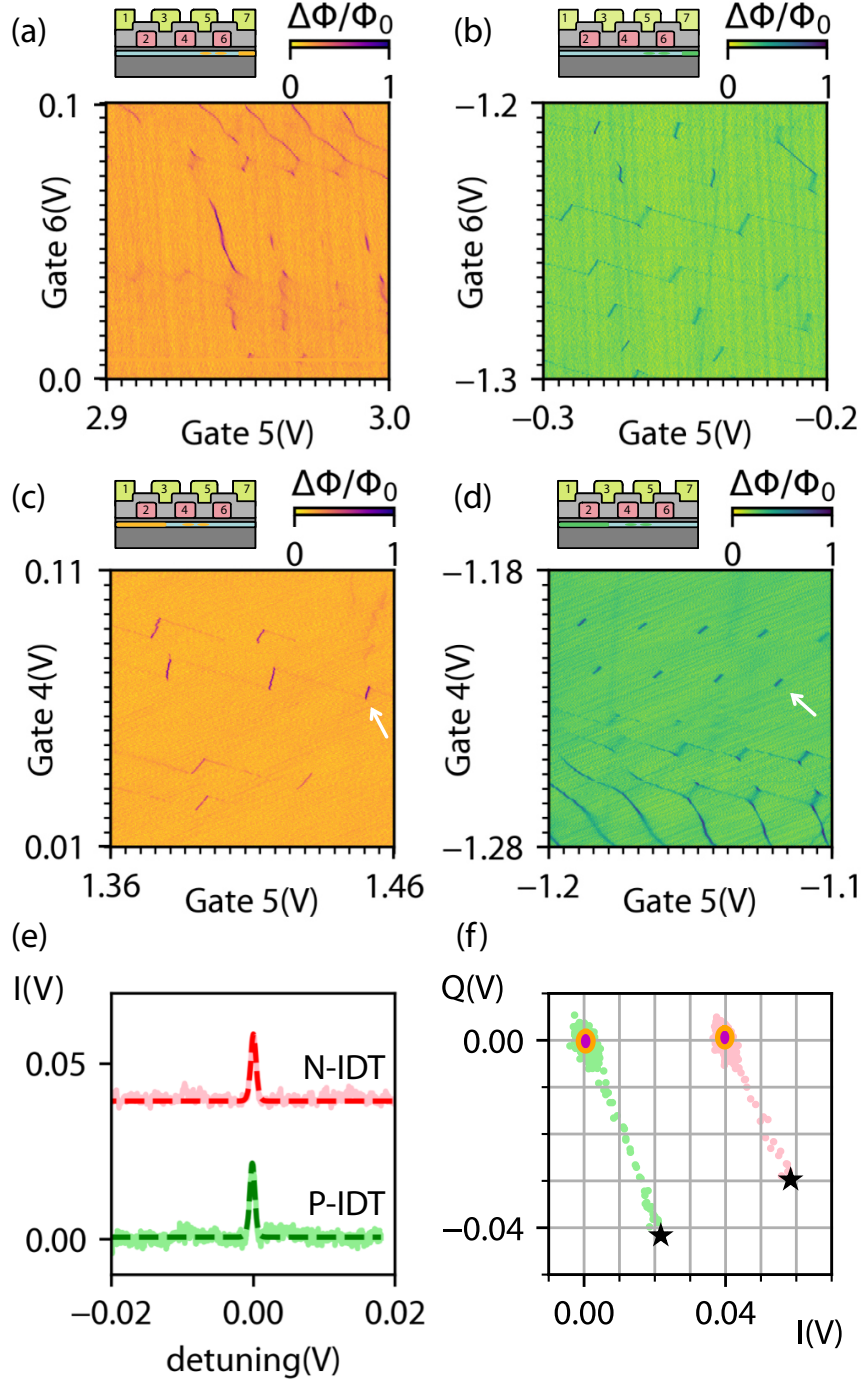 (a)
1 3 5 7
2 4 6
ΔΦ/Φ0
0 1
0.1
Gate 6(V)
0.0
2.9 3.0
Gate 5(V)
(b)
1 3 5 7
2 4 6
ΔΦ/Φ0
0 1
−1.2
Gate 6(V)
−1.3
−0.3 −0.2
Gate 5(V)
(c)
1 3 5 7
2 4 6
ΔΦ/Φ0
0 1
0.11
Gate 4(V)
0.01
1.36 1.46
Gate 5(V)
(d)
1 3 5 7
2 4 6
ΔΦ/Φ0
0 1
−1.18
Gate 4(V)
−1.28
−1.2 −1.1
Gate 5(V)
(e)
I(V)
0.05
N-IDT
P-IDT
0.00
−0.02 0.00 0.02
detuning(V)
(f)
Q(V)
0.00
−0.04
0.00 0.04
I(V)